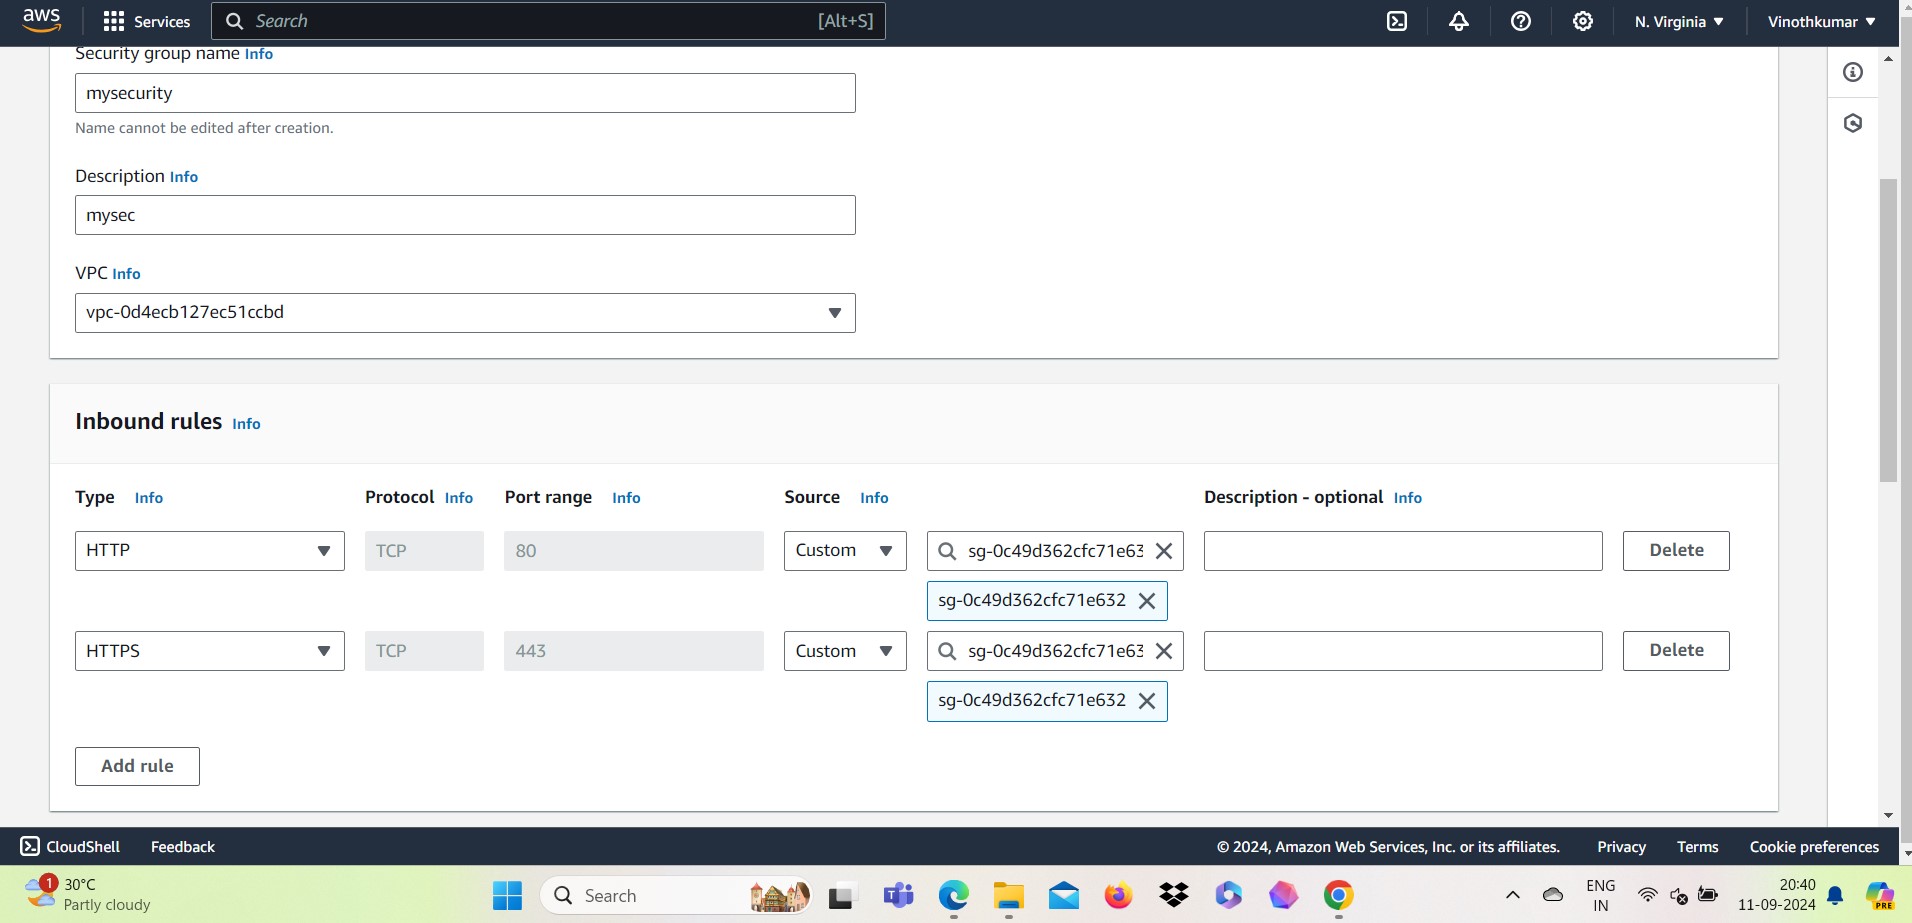 aws Services Search [Alt+S] N. Virginia Vinothkumar
Security group name Info
mysecurity
Name cannot be edited after creation.
Description Info
mysec
VPC Info
vpc-0d4ecb127ec51ccbd
Inbound rules Info
Type Info Protocol Info Port range Info Source Info Description - optional Info
HTTP TCP 80 Custom sg-0c49d362cfc71e63 Delete
sg-0c49d362cfc71e632
HTTPS TCP 443 Custom sg-0c49d362cfc71e63 Delete
sg-0c49d362cfc71e632
Add rule
CloudShell Feedback © 2024, Amazon Web Services, Inc. or its affiliates. Privacy Terms Cookie preferences
1 30°C Search ENG 20:40
Partly cloudy IN 11-09-2024 PRE